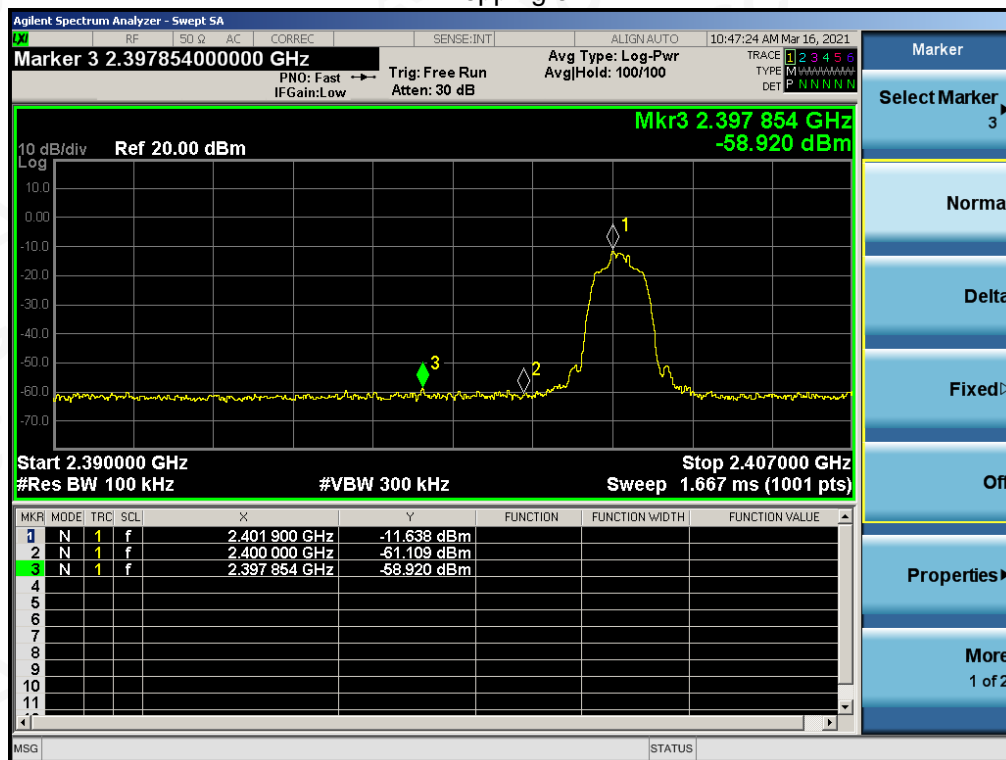 Agilent Spectrum Analyzer - Swept SA
LXI RF 50 Ω AC CORREC SENSE:INT ALIGN AUTO 10:47:24 AM Mar 16, 2021
Marker 3 2.397854000000 GHz
PNO: Fast
IFGain:Low
Trig: Free Run
Atten: 30 dB
Avg Type: Log-Pwr
Avg|Hold: 100/100
TRACE 1 2 3 4 5 6
TYPE M WWWWW
DET P N N N N N
Mkr3 2.397 854 GHz
-58.920 dBm
10 dB/div Ref 20.00 dBm
Log
10.0
0.00
-10.0
-20.0
-30.0
-40.0
-50.0
-60.0
-70.0
1
2
3
Start 2.390000 GHz Stop 2.407000 GHz
#Res BW 100 kHz #VBW 300 kHz Sweep 1.667 ms (1001 pts)
MKR MODE TRC SCL X Y FUNCTION FUNCTION WIDTH FUNCTION VALUE
1 N 1 f 2.401 900 GHz -11.638 dBm
2 N 1 f 2.400 000 GHz -61.109 dBm
3 N 1 f 2.397 854 GHz -58.920 dBm
4
5
6
7
8
9
10
11
MSG STATUS
Marker
Select Marker
3
Norma
Delta
Fixed
Off
Properties
More
1 of 2